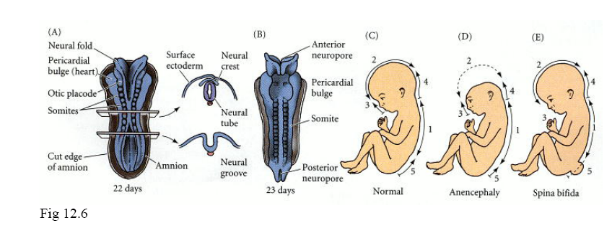 (A)
Neural fold
Pericardial
bulge (heart)
Otic placode
Somites
Cut edge
of amnion
Amnion
22 days
Surface
ectoderm
Neural
crest
Neural
tube
Neural
groove
(B)
Anterior
neuropore
Pericardial
bulge
Somite
Posterior
neuropore
23 days
(C)
2
4
3
1
5
Normal
(D)
2
4
3
1
5
Anencephaly
(E)
2
4
3
1
5
Spina bifida
Fig 12.6